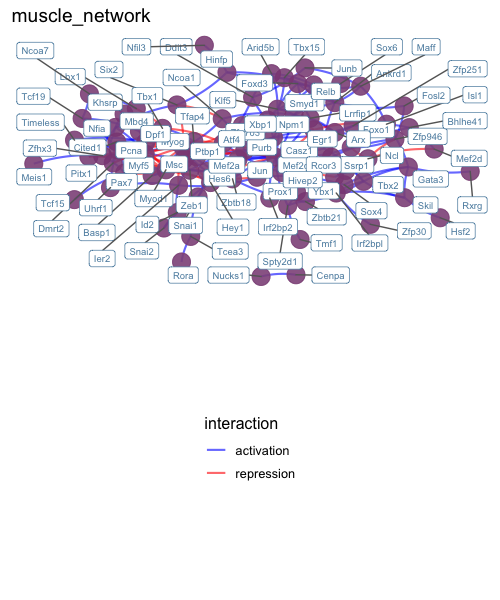 muscle_network
Ncoa7
Nfil3
Ddit3
Arid5b
Tbx15
Sox6
Maff
Lbx1
Six2
Hinfp
Junb
Ankrd1
Zfp251
Ncoa1
Foxd3
Relb
Tcf19
Khsrp
Tbx1
Klf5
Smyd1
Lrrfip1
Fosl2
Isl1
Timeless
Nfia
Mbd4
Tfap4
Xbp1
Npm1
Foxo1
Bhlhe41
Zfhx3
Cited1
Dpf1
Myog
Atf4
Egr1
Arx
Zfp946
Pcna
Ptbp1
Purb
Casz1
Ncl
Mef2d
Meis1
Pitx1
Myf5
Msc
Mef2a
Jun
Mef2c
Rcor3
Ssrp1
Pax7
Hes6
Hivep2
Tbx2
Gata3
Tcf15
Uhrf1
Myod1
Zeb1
Zbtb18
Prox1
Ybx1
Rxrg
Dmrt2
Basp1
Id2
Snai1
Hey1
Irf2bp2
Zbtb21
Sox4
Skil
Hsf2
Ier2
Snai2
Tcea3
Tmf1
Irf2bpl
Zfp30
Rora
Nucks1
Spty2d1
Cenpa
interaction
activation
repression